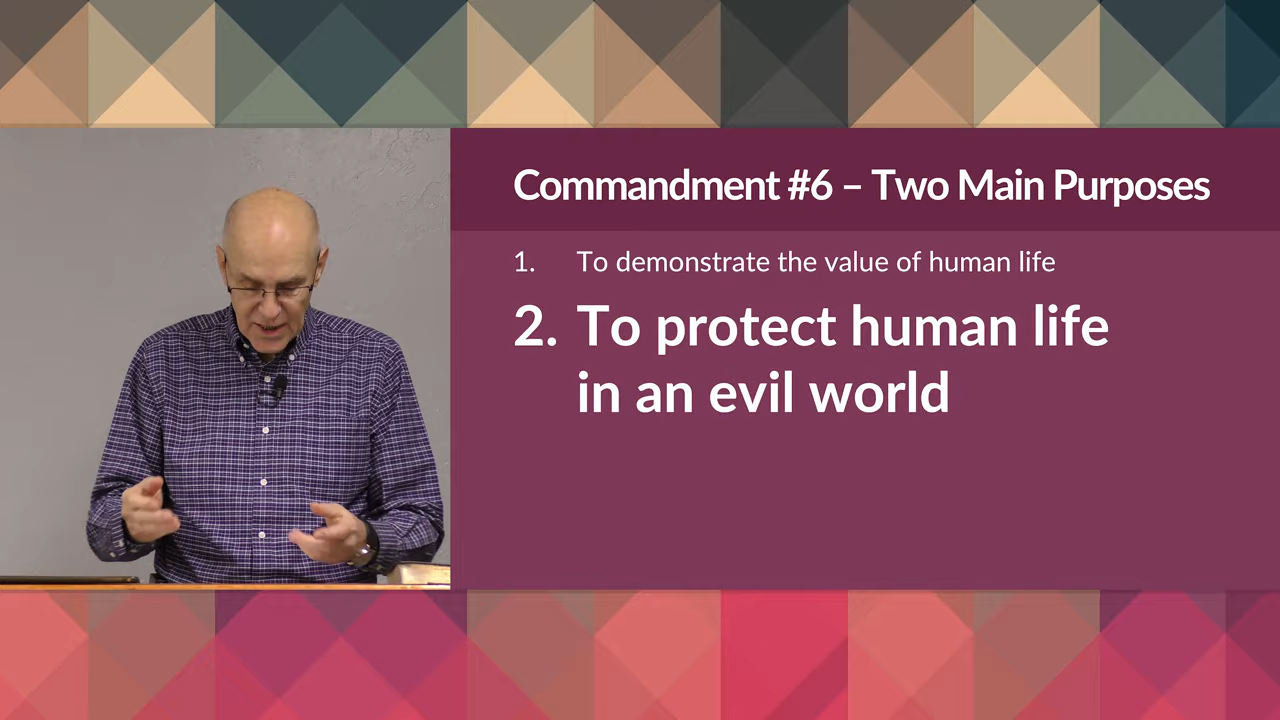 Commandment #6 – Two Main Purposes
1. To demonstrate the value of human life
2. To protect human life
in an evil world